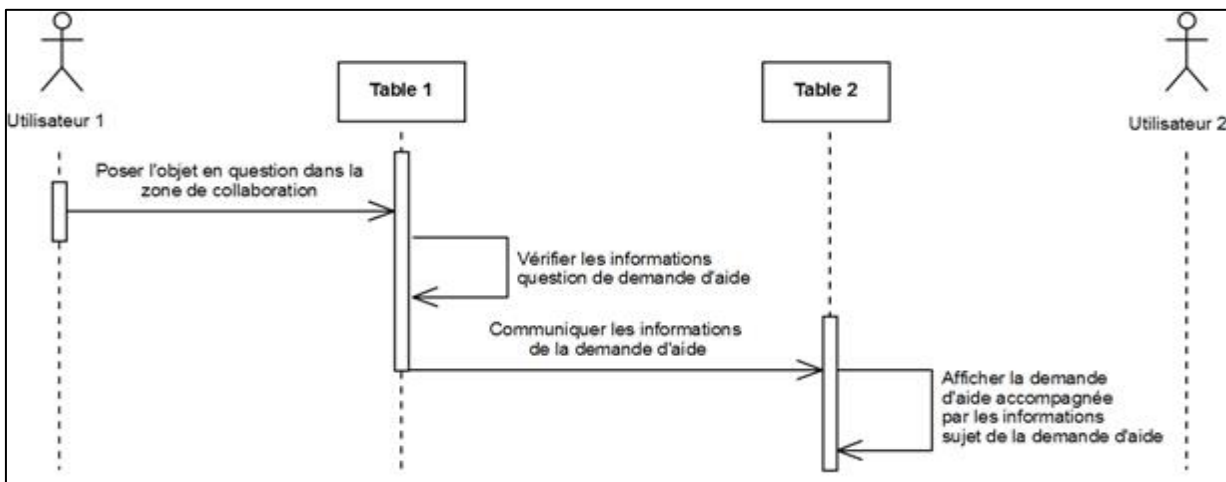 Utilisateur 1
Table 1
Table 2
Utilisateur 2
Poser l'objet en question dans la
zone de collaboration
Vérifier les informations
question de demande d'aide
Communiquer les informations
de la demande d'aide
Afficher la demande
d'aide accompagnée
par les informations
sujet de la demande d'aide